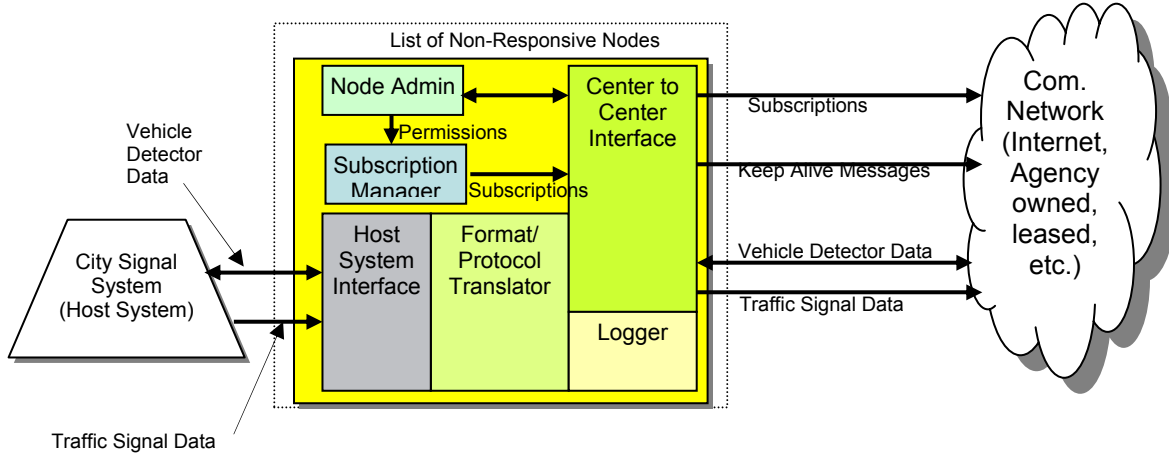 List of Non-Responsive Nodes
Node Admin
Permissions
Subscription
Manager
Subscriptions
Center to
Center
Interface
Host
System
Interface
Format/
Protocol
Translator
Logger
Vehicle
Detector
Data
City Signal
System
(Host System)
Traffic Signal Data
Subscriptions
Keep Alive Messages
Vehicle Detector Data
Traffic Signal Data
Com.
Network
(Internet,
Agency
owned,
leased,
etc.)